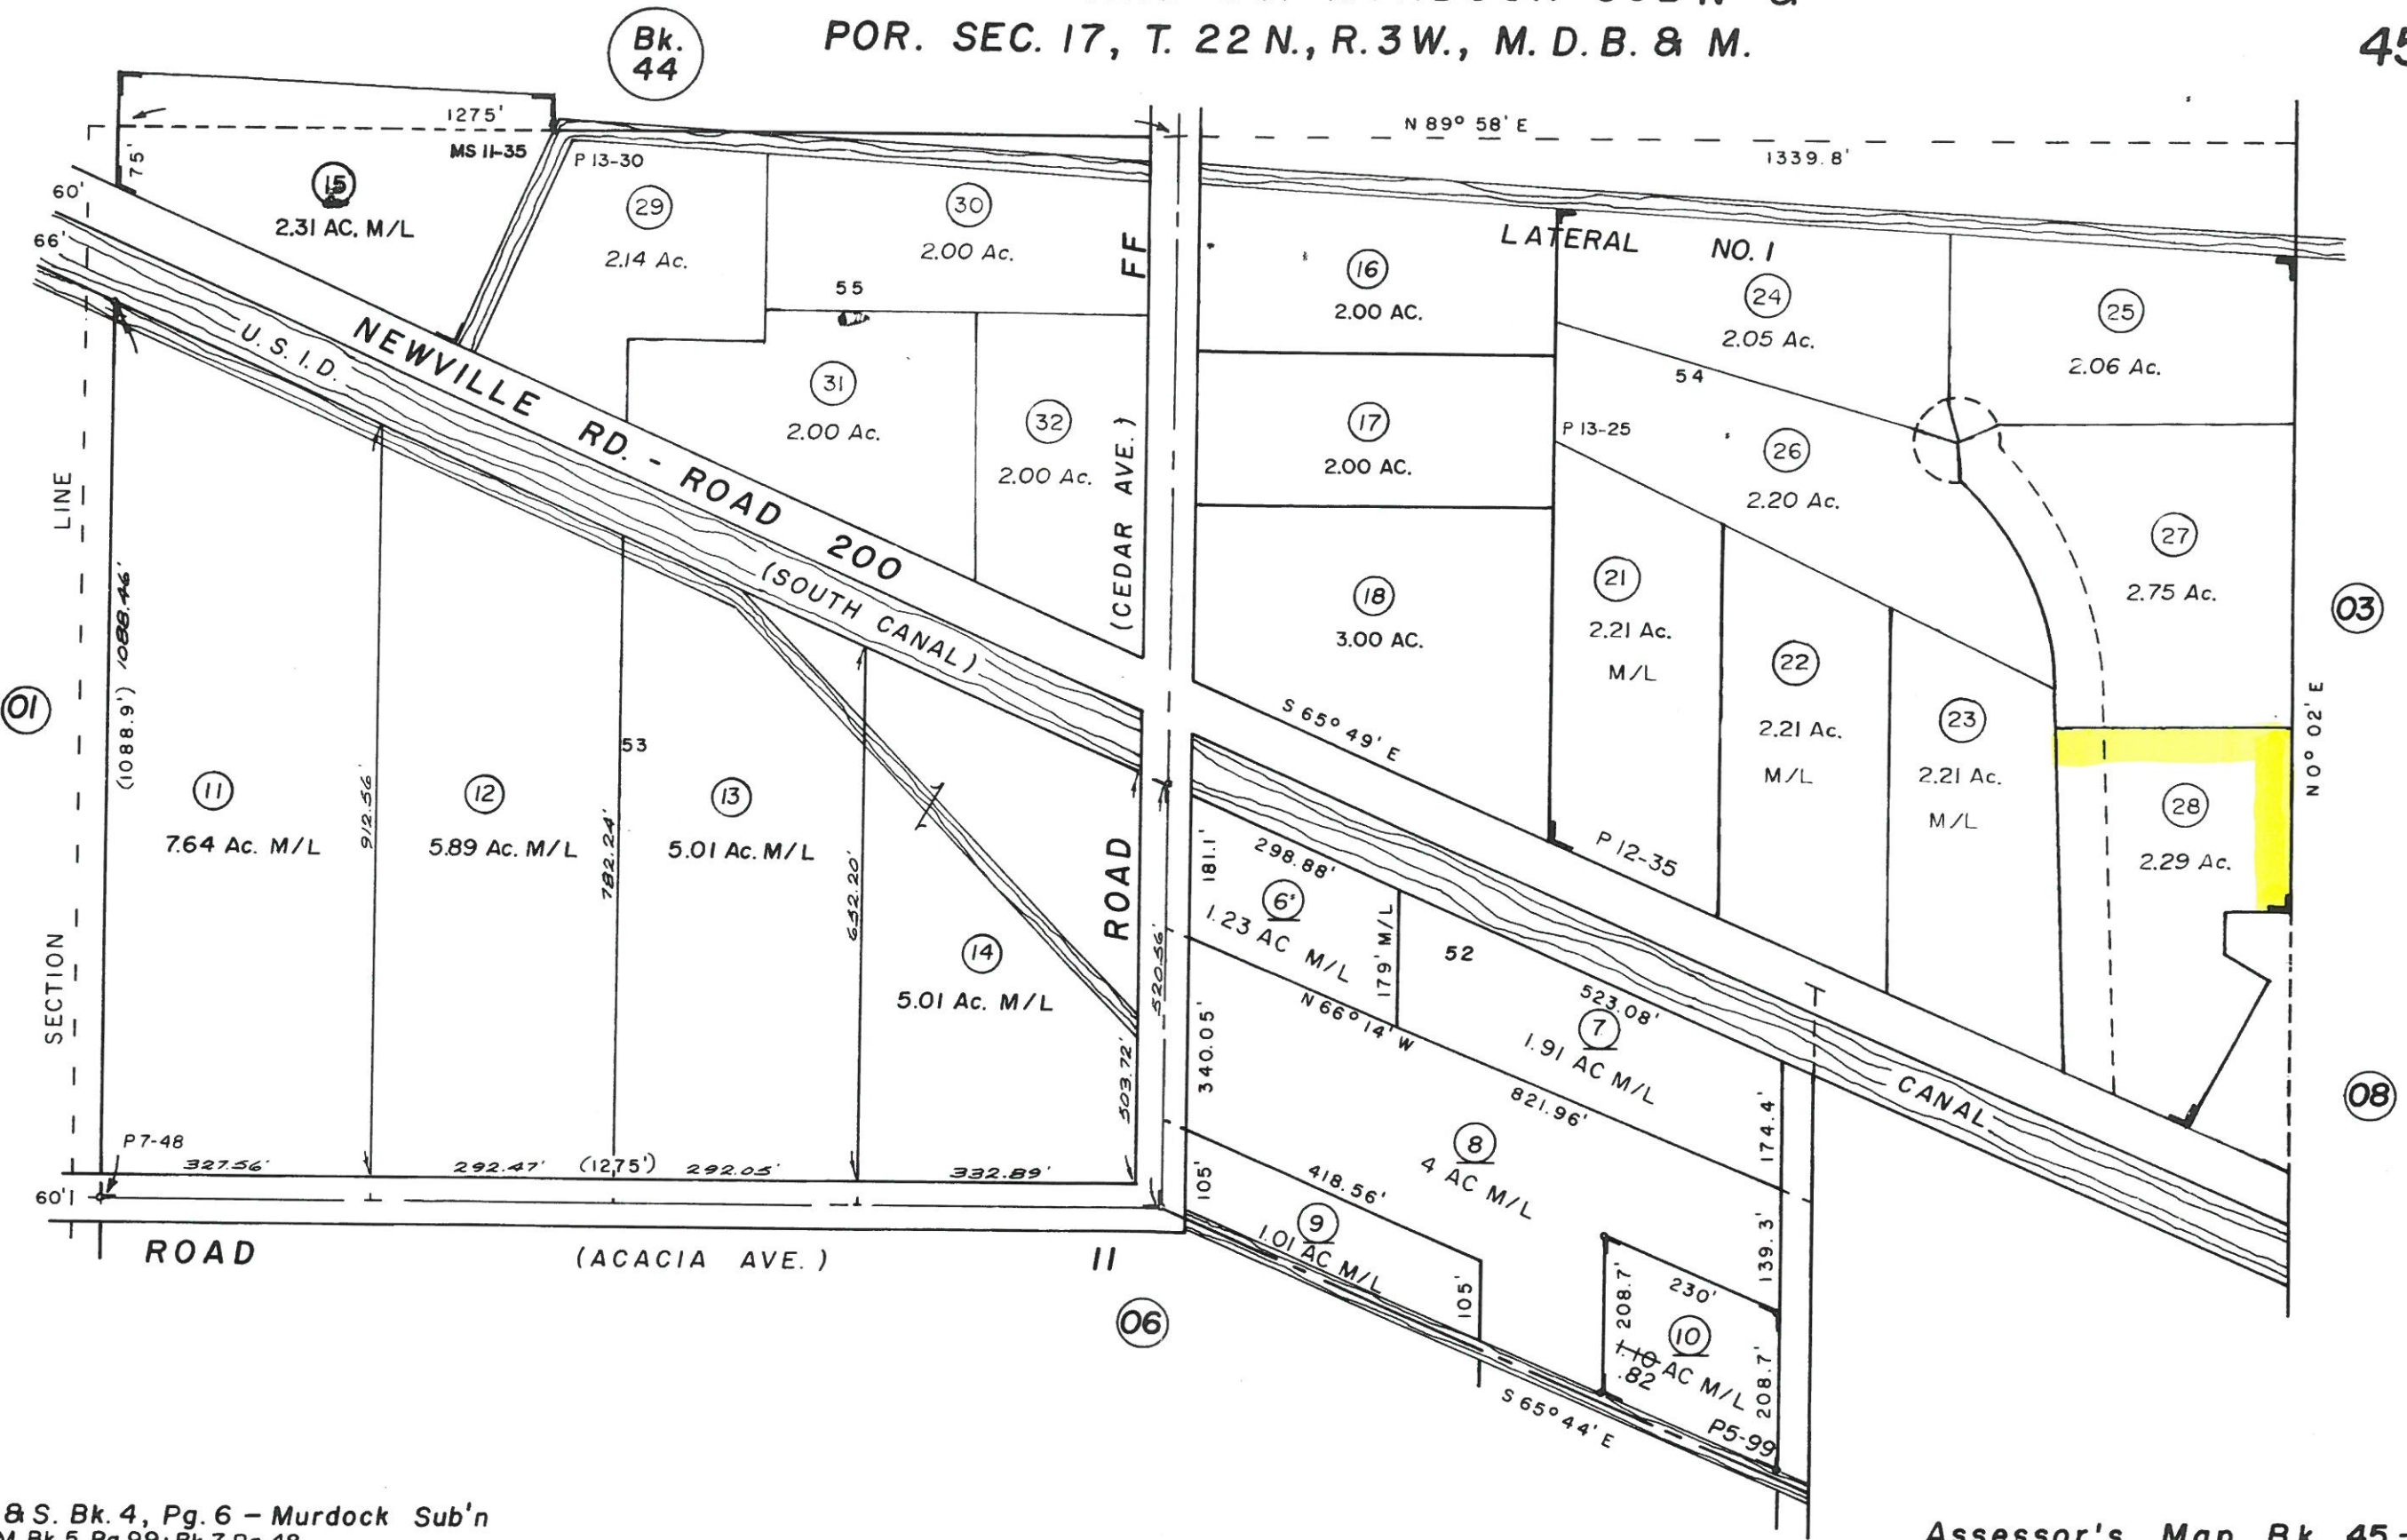 Bk.
44
POR. SEC. 17, T. 22 N., R. 3 W., M. D. B. & M.
1275'
MS 11-35
P 13-30
N 89° 58' E
1339.8'
75'
60'
66'
15
2.31 AC. M/L
29
2.14 Ac.
30
2.00 Ac.
FF
55
31
2.00 Ac.
32
2.00 Ac.
(CEDAR AVE.)
ROAD
LATERAL NO. 1
16
2.00 AC.
17
2.00 AC.
18
3.00 AC.
24
2.05 Ac.
25
2.06 Ac.
54
P 13-25
26
2.20 Ac.
27
2.75 Ac.
21
2.21 Ac.
M/L
22
2.21 Ac.
M/L
23
2.21 Ac.
M/L
28
2.29 Ac.
03
N 0° 02' E
08
U. S. I. D.
NEWVILLE RD. - ROAD 200
(SOUTH CANAL)
S 65° 49' E
P 12-35
CANAL
SECTION LINE
01
(1088.9') 1088.46'
11
7.64 Ac. M/L
912.56'
12
5.89 Ac. M/L
53
782.24'
13
5.01 Ac. M/L
652.20'
14
5.01 Ac. M/L
503.72'
520.56'
181.1'
340.05'
105'
298.88'
6
1.23 AC M/L
179' M/L
52
523.08'
7
1.91 AC M/L
N 66° 14' W
821.96'
174.4'
8
4 AC M/L
418.56'
139.3'
9
1.01 AC M/L
105'
208.7'
230'
10
1.10 AC M/L
.82
208.7'
P5-99
S 65° 44' E
P 7-48
327.56'
292.47'
(1275')
292.05'
332.89'
60'
ROAD (ACACIA AVE.) 11
06
& S. Bk. 4, Pg. 6 - Murdock Sub'n
Assessor's Map Bk. 45-